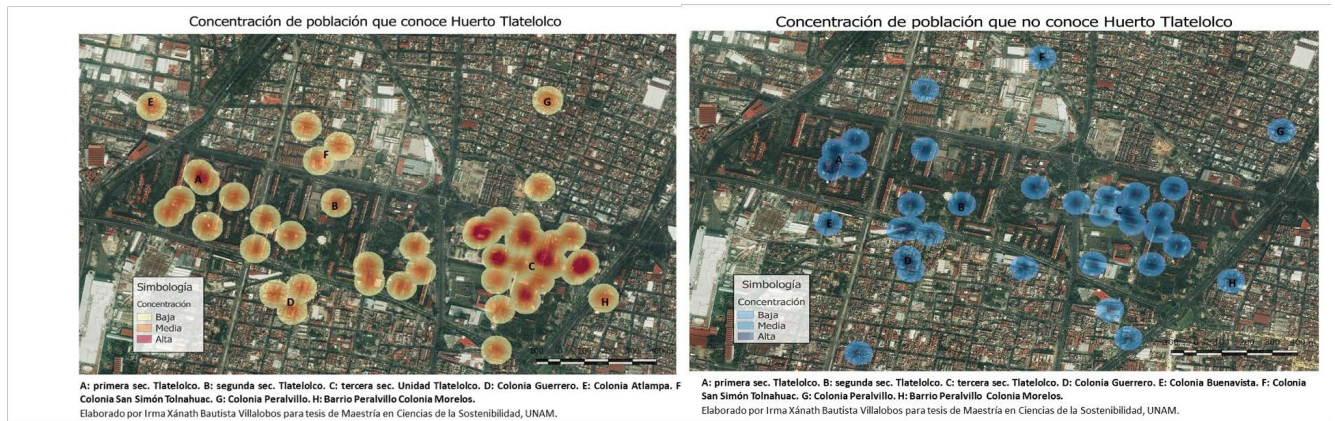 Concentración de población que conoce Huerto Tlatelolco
E
G
F
A
B
C
D
H
Simbología
Concentración
Baja
Media
Alta
A: primera sec. Tlatelolco. B: segunda sec. Tlatelolco. C: tercera sec. Unidad Tlatelolco. D: Colonia Guerrero. E: Colonia Atlampa. F
Colonia San Simón Tolnahuac. G: Colonia Peralvillo. H: Barrio Peralvillo Colonia Morelos.
Elaborado por Irma Xánath Bautista Villalobos para tesis de Maestría en Ciencias de la Sostenibilidad, UNAM.
Concentración de población que no conoce Huerto Tlatelolco
F
G
A
B
C
E
D
H
Simbología
Concentración
Baja
Media
Alta
A: primera sec. Tlatelolco. B: segunda sec. Tlatelolco. C: tercera sec. Tlatelolco. D: Colonia Guerrero. E: Colonia Buenavista. F: Colonia
San Simón Tolnahuac. G: Colonia Peralvillo. H: Barrio Peralvillo Colonia Morelos.
Elaborado por Irma Xánath Bautista Villalobos para tesis de Maestría en Ciencias de la Sostenibilidad, UNAM.